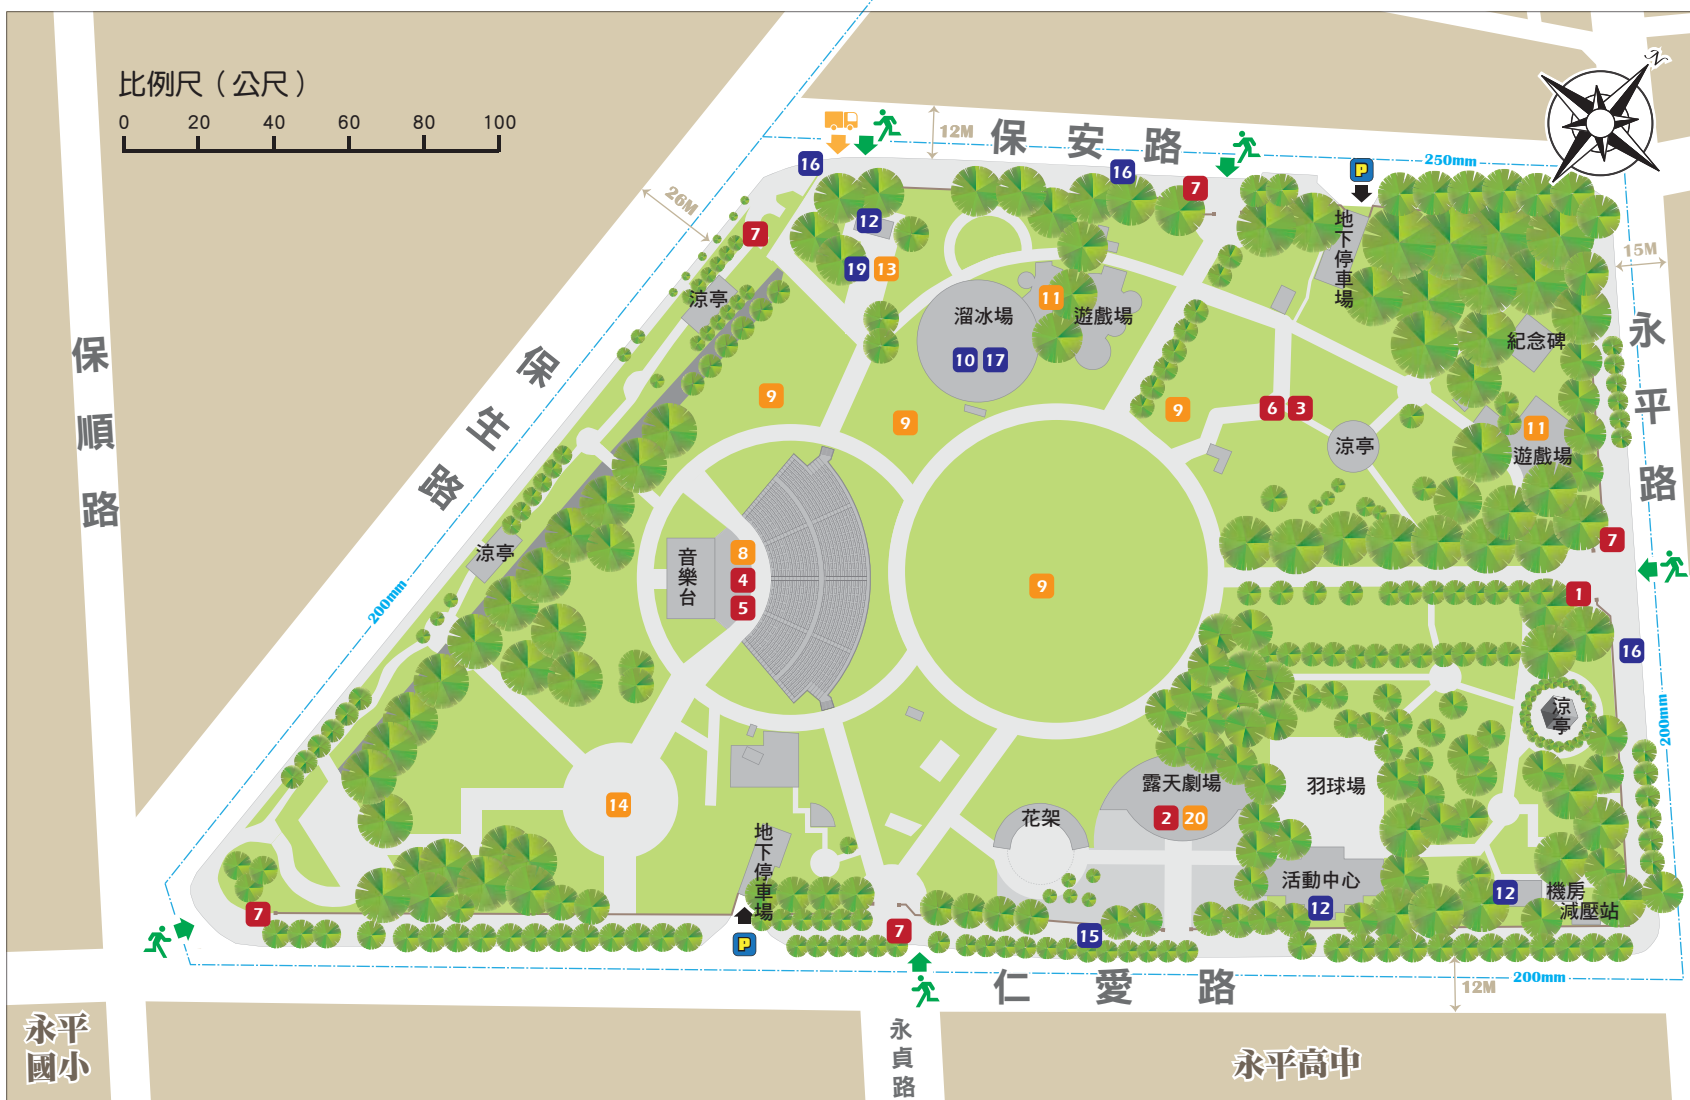 比例尺（公尺）
0 20 40 60 80 100
N
保安路
12M
250mm
16
16
7
P
地下停車場
26M
7
12
19 13
15M
涼亭
溜冰場
11
遊戲場
10 17
紀念碑
永平路
保順路
保生路
9
9
9
6 3
涼亭
11
遊戲場
7
涼亭
音樂台
8
4
5
9
1
200mm
16
涼亭
200mm
露天劇場
2 20
羽球場
14
花架
地下停車場
活動中心
12
12
機房
減壓站
7
7
15
P
仁愛路
12M
200mm
永平
國小
永貞路
永平高中